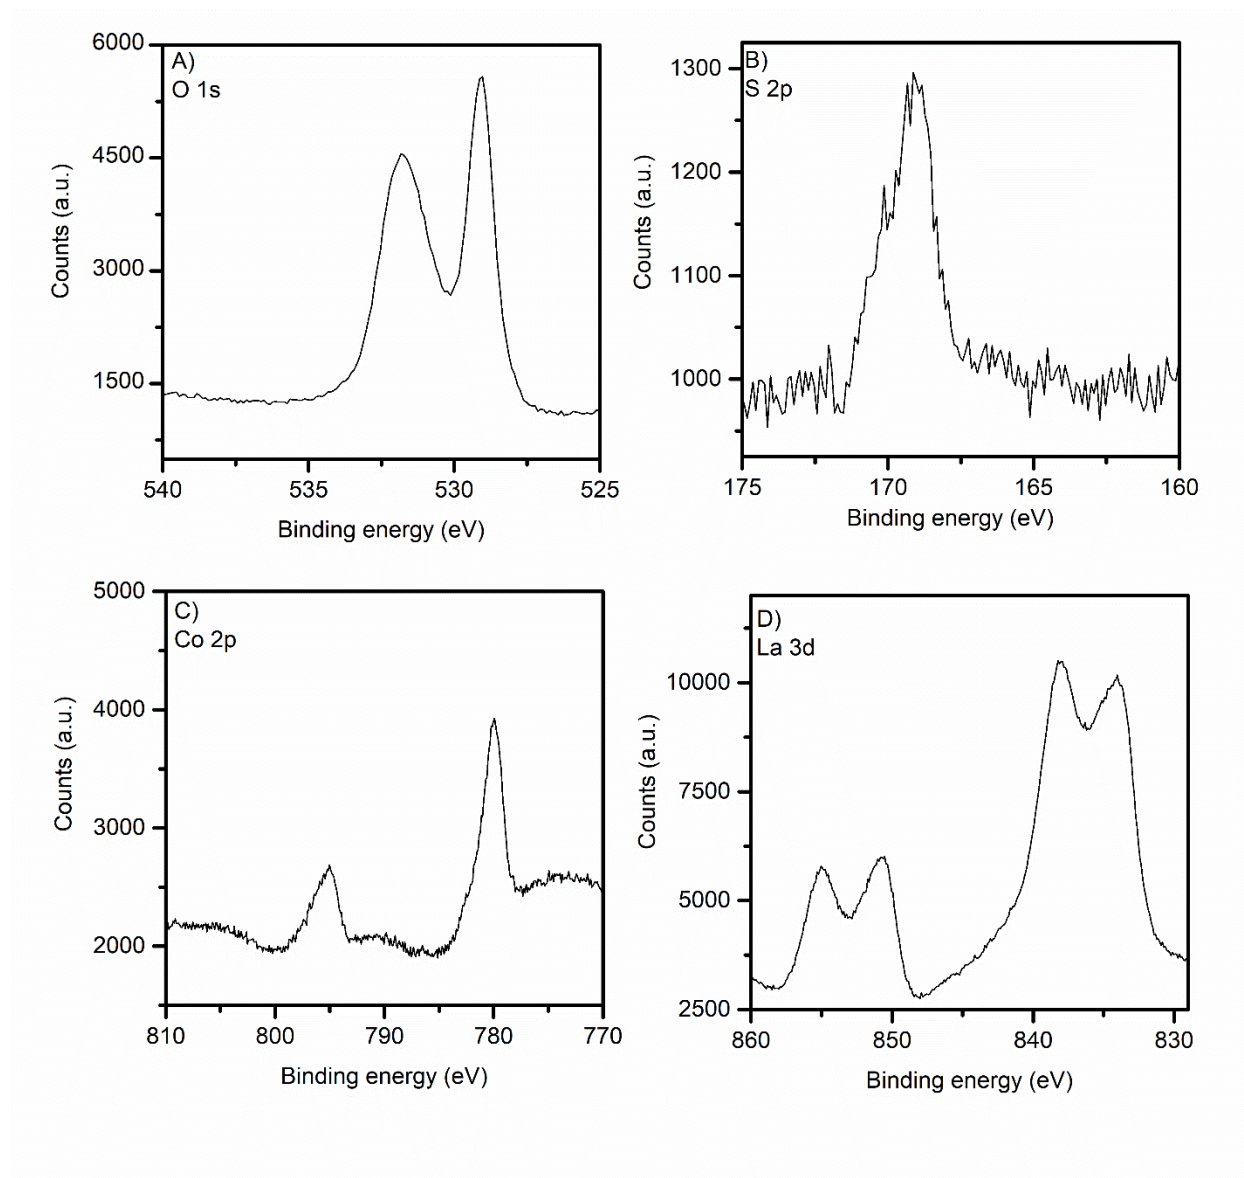 A)
O 1s
6000
4500
3000
1500
Counts (a.u.)
540
535
530
525
Binding energy (eV)
B)
S 2p
1300
1200
1100
1000
Counts (a.u.)
175
170
165
160
Binding energy (eV)
C)
Co 2p
5000
4000
3000
2000
Counts (a.u.)
810
800
790
780
770
Binding energy (eV)
D)
La 3d
10000
7500
5000
2500
Counts (a.u.)
860
850
840
830
Binding energy (eV)